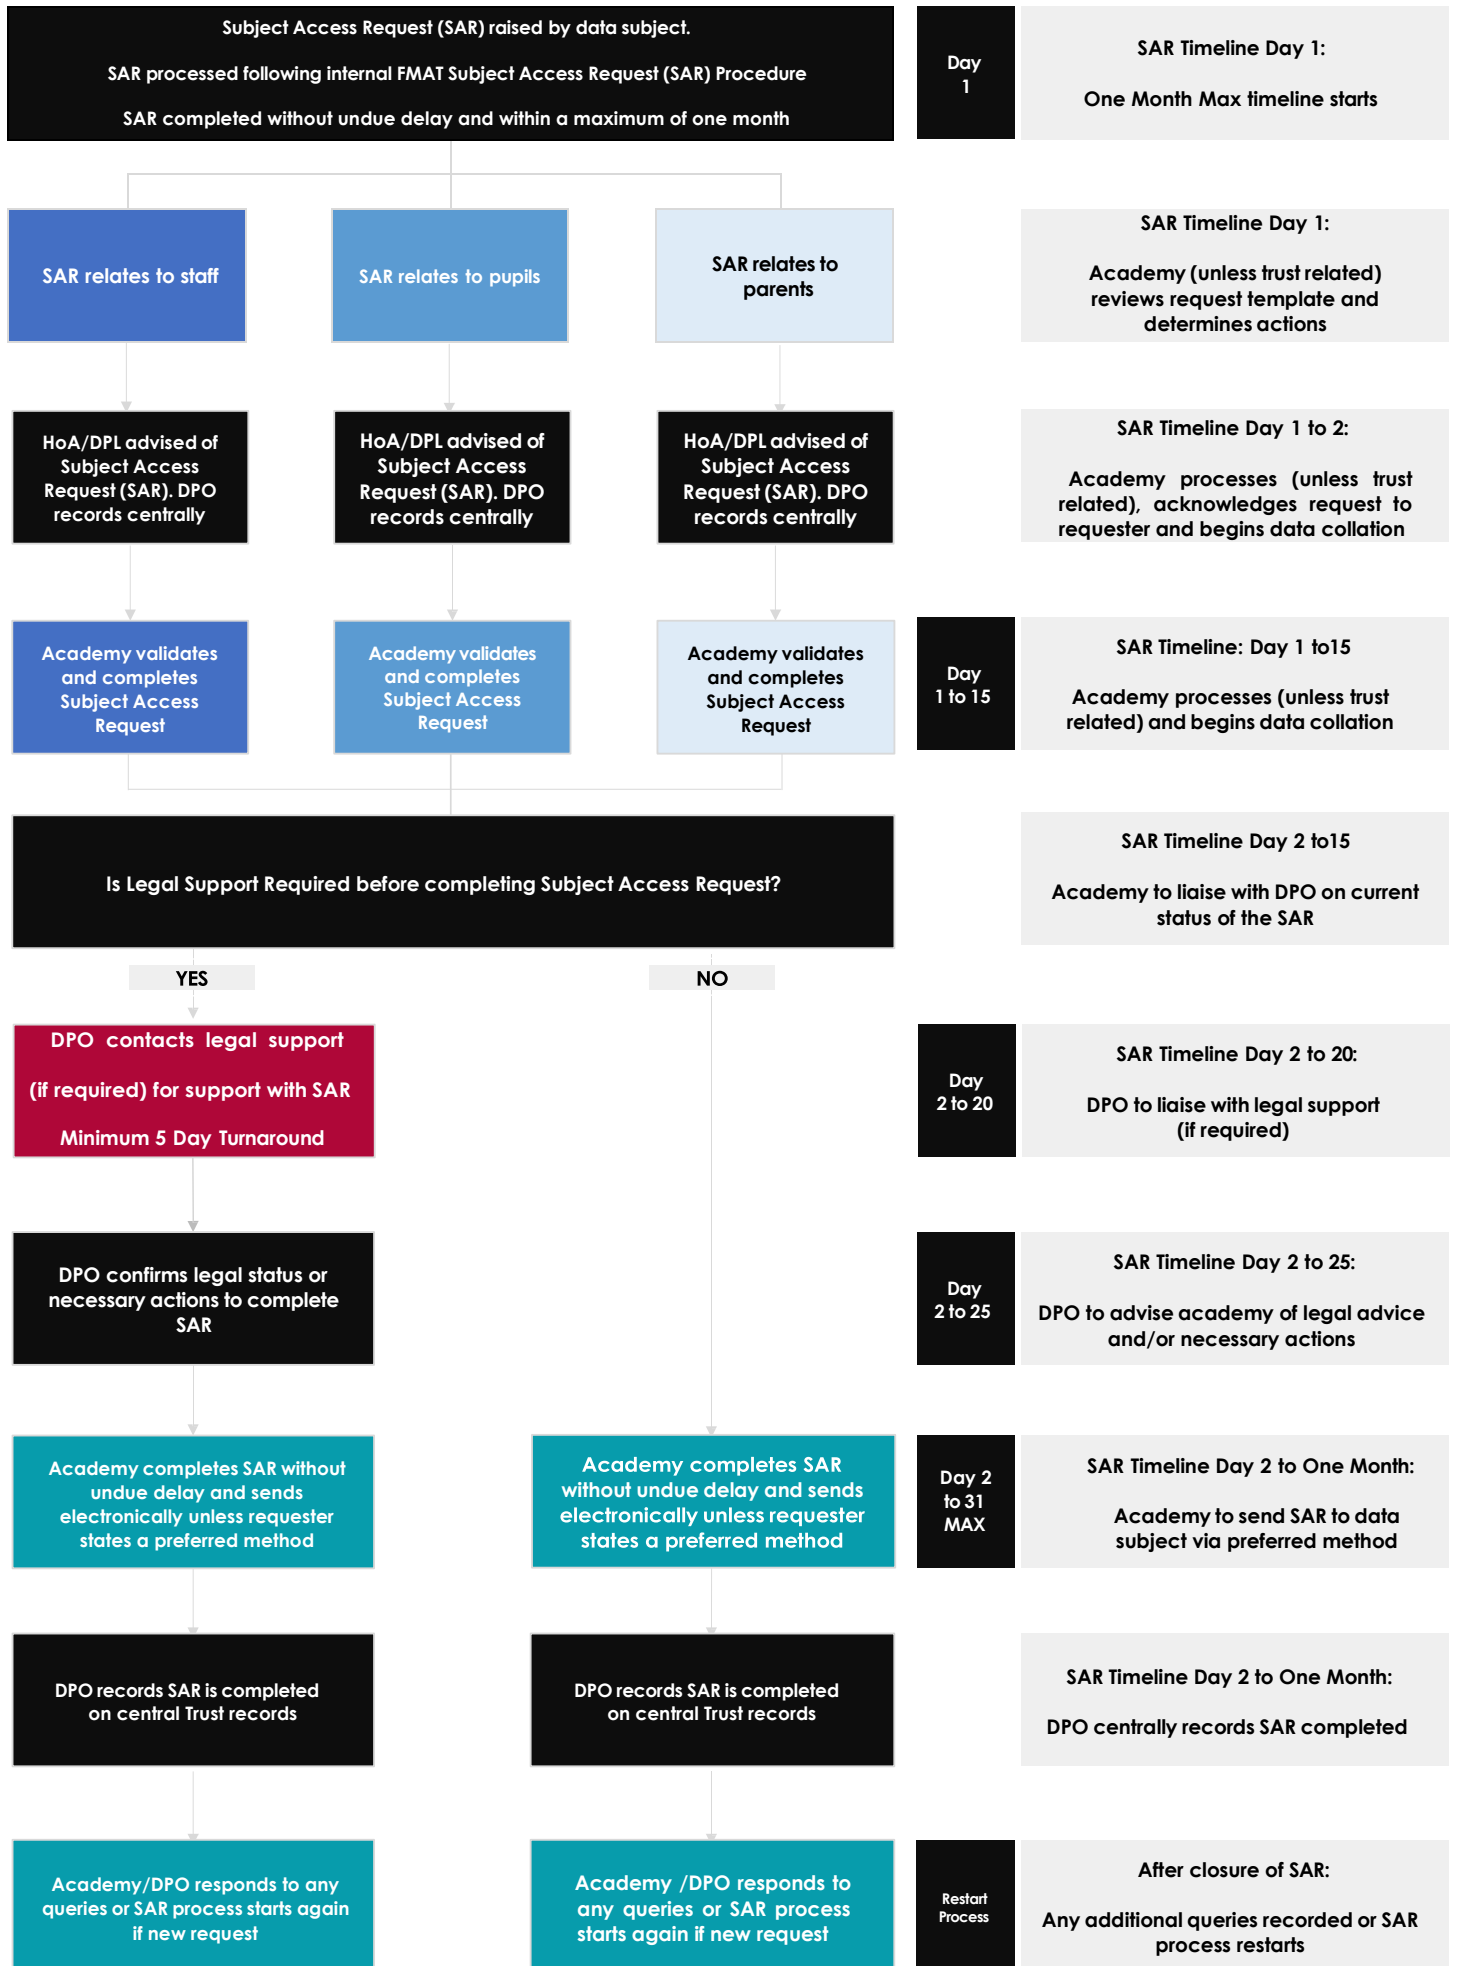 Subject Access Request (SAR) raised by data subject.
SAR processed following internal FMAT Subject Access Request (SAR) Procedure
SAR completed without undue delay and within a maximum of one month
Day
1
SAR Timeline Day 1:
One Month Max timeline starts
SAR relates to staff
SAR relates to pupils
SAR relates to
parents
SAR Timeline Day 1:
Academy (unless trust related)
reviews request template and
determines actions
HoA/DPL advised of
Subject Access
Request (SAR). DPO
records centrally
HoA/DPL advised of
Subject Access
Request (SAR). DPO
records centrally
HoA/DPL advised of
Subject Access
Request (SAR). DPO
records centrally
SAR Timeline Day 1 to 2:
Academy processes (unless trust
related), acknowledges request to
requester and begins data collation
Academy validates
and completes
Subject Access
Request
Academy validates
and completes
Subject Access
Request
Academy validates
and completes
Subject Access
Request
Day
1 to 15
SAR Timeline: Day 1 to15
Academy processes (unless trust
related) and begins data collation
Is Legal Support Required before completing Subject Access Request?
SAR Timeline Day 2 to15
Academy to liaise with DPO on current
status of the SAR
YES
NO
DPO contacts legal support
(if required) for support with SAR
Minimum 5 Day Turnaround
Day
2 to 20
SAR Timeline Day 2 to 20:
DPO to liaise with legal support
(if required)
DPO confirms legal status or
necessary actions to complete
SAR
Day
2 to 25
SAR Timeline Day 2 to 25:
DPO to advise academy of legal advice
and/or necessary actions
Academy completes SAR without
undue delay and sends
electronically unless requester
states a preferred method
Academy completes SAR
without undue delay and sends
electronically unless requester
states a preferred method
Day 2
to 31
MAX
SAR Timeline Day 2 to One Month:
Academy to send SAR to data
subject via preferred method
DPO records SAR is completed
on central Trust records
DPO records SAR is completed
on central Trust records
SAR Timeline Day 2 to One Month:
DPO centrally records SAR completed
Academy/DPO responds to any
queries or SAR process starts again
if new request
Academy /DPO responds to
any queries or SAR process
starts again if new request
Restart
Process
After closure of SAR:
Any additional queries recorded or SAR
process restarts